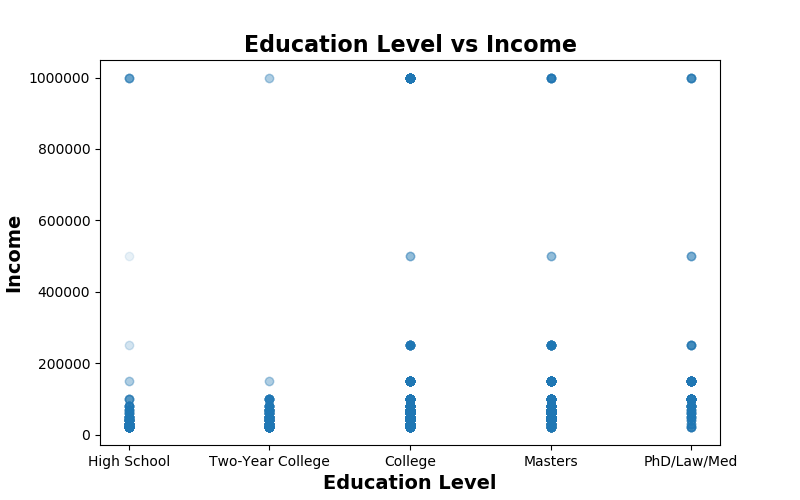 Education Level vs Income
1000000
800000
600000
400000
200000
0
Income
High School Two-Year College College Masters PhD/Law/Med
Education Level